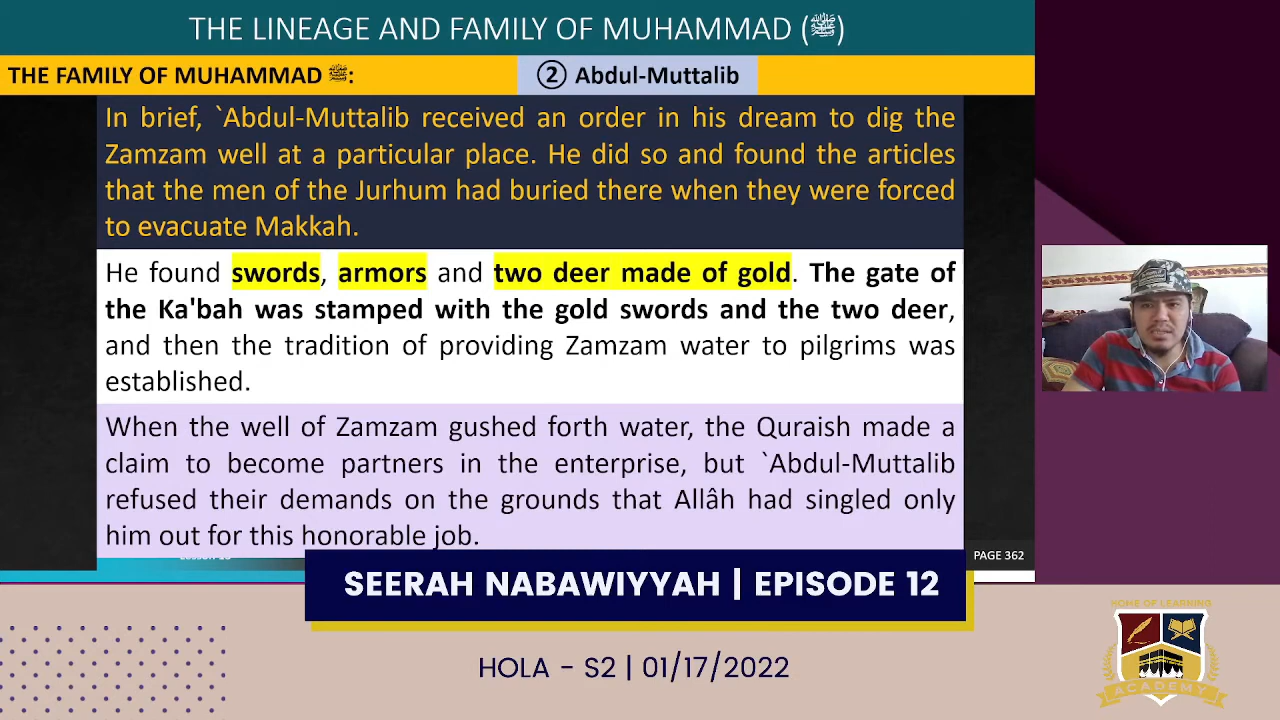 THE LINEAGE AND FAMILY OF MUHAMMAD (ﷺ)
THE FAMILY OF MUHAMMAD ﷺ:
② Abdul-Muttalib
In brief, `Abdul-Muttalib received an order in his dream to dig the
Zamzam well at a particular place. He did so and found the articles
that the men of the Jurhum had buried there when they were forced
to evacuate Makkah.
He found swords, armors and two deer made of gold. The gate of
the Ka'bah was stamped with the gold swords and the two deer,
and then the tradition of providing Zamzam water to pilgrims was
established.
When the well of Zamzam gushed forth water, the Quraish made a
claim to become partners in the enterprise, but `Abdul-Muttalib
refused their demands on the grounds that Allâh had singled only
him out for this honorable job.
PAGE 362
SEERAH NABAWIYYAH | EPISODE 12
HOLA - S2 | 01/17/2022
HOME OF LEARNING
ACADEMY